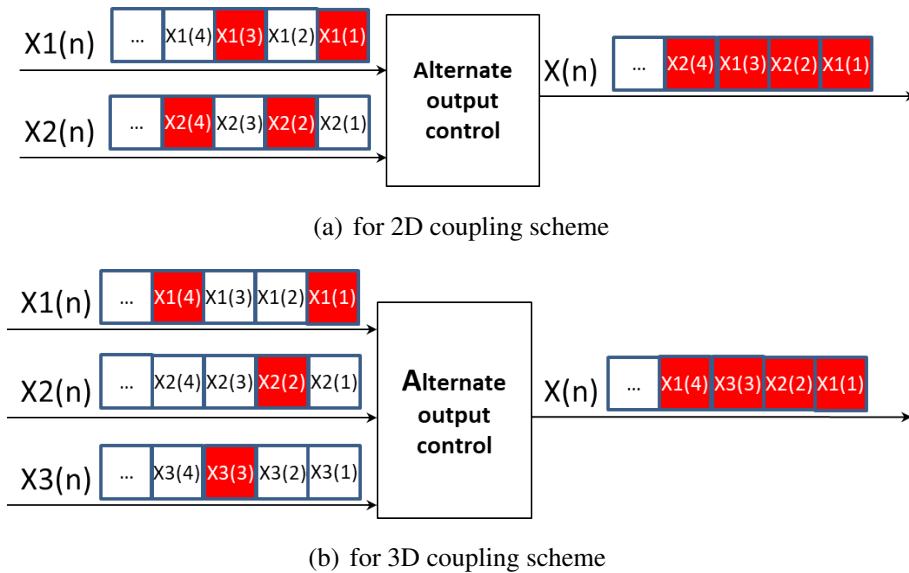 X1(n) ... X1(4) X1(3) X1(2) X1(1)
X2(n) ... X2(4) X2(3) X2(2) X2(1)
Alternate
output
control
X(n) ... X2(4) X1(3) X2(2) X1(1)
(a) for 2D coupling scheme
X1(n) ... X1(4) X1(3) X1(2) X1(1)
X2(n) ... X2(4) X2(3) X2(2) X2(1)
X3(n) ... X3(4) X3(3) X3(2) X3(1)
Alternate
output
control
X(n) ... X1(4) X3(3) X2(2) X1(1)
(b) for 3D coupling scheme